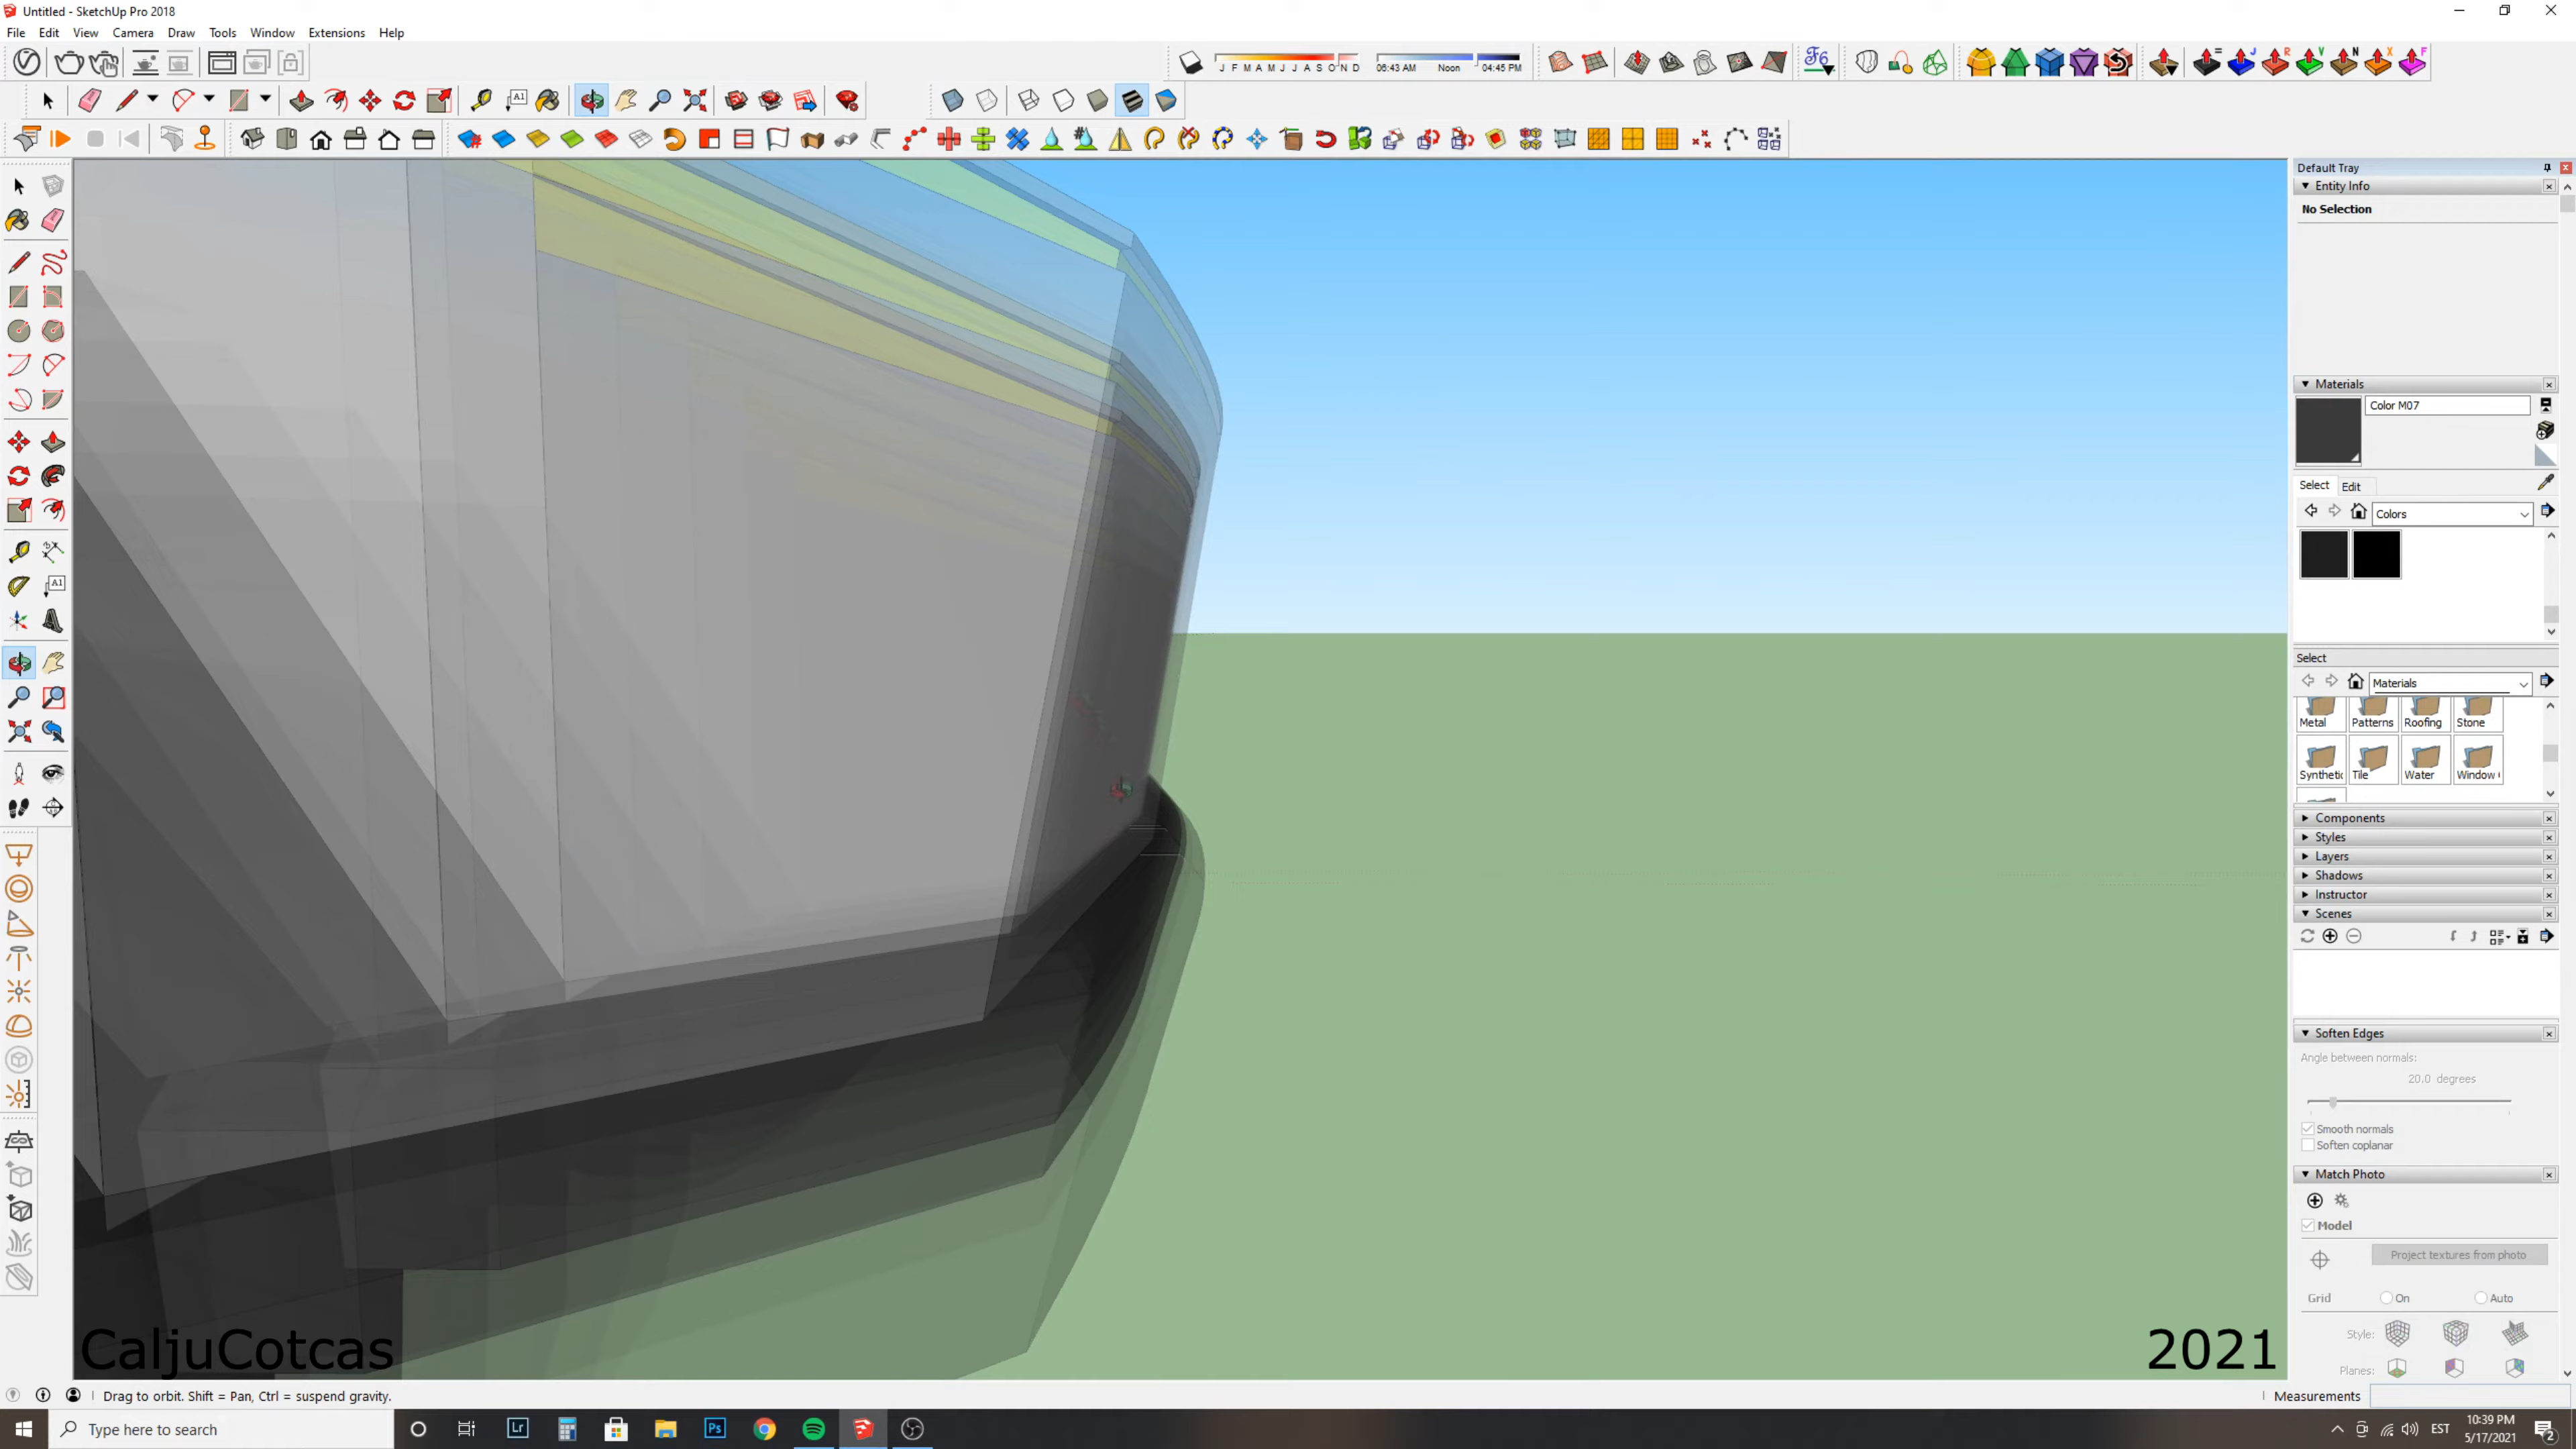 Untitled - SketchUp Pro 2018
File Edit View Camera Draw Tools Window Extensions Help
J F M A M J J A S O N D 06:43 AM Noon 04:45 PM
Default Tray
Entity Info
No Selection
Materials
Color M07
Select Edit
Colors
Select
Materials
Metal Patterns Roofing Stone
Synthetic Tile Water Window
Components
Styles
Layers
Shadows
Instructor
Scenes
Soften Edges
Angle between normals:
20.0 degrees
Smooth normals
Soften coplanar
Match Photo
Model
Project textures from photo
Grid On Auto
Style:
Planes:
CaljuCotcas
2021
Drag to orbit. Shift = Pan, Ctrl = suspend gravity.
Measurements
Type here to search
Lr
Ps
EST
10:39 PM
5/17/2021
2